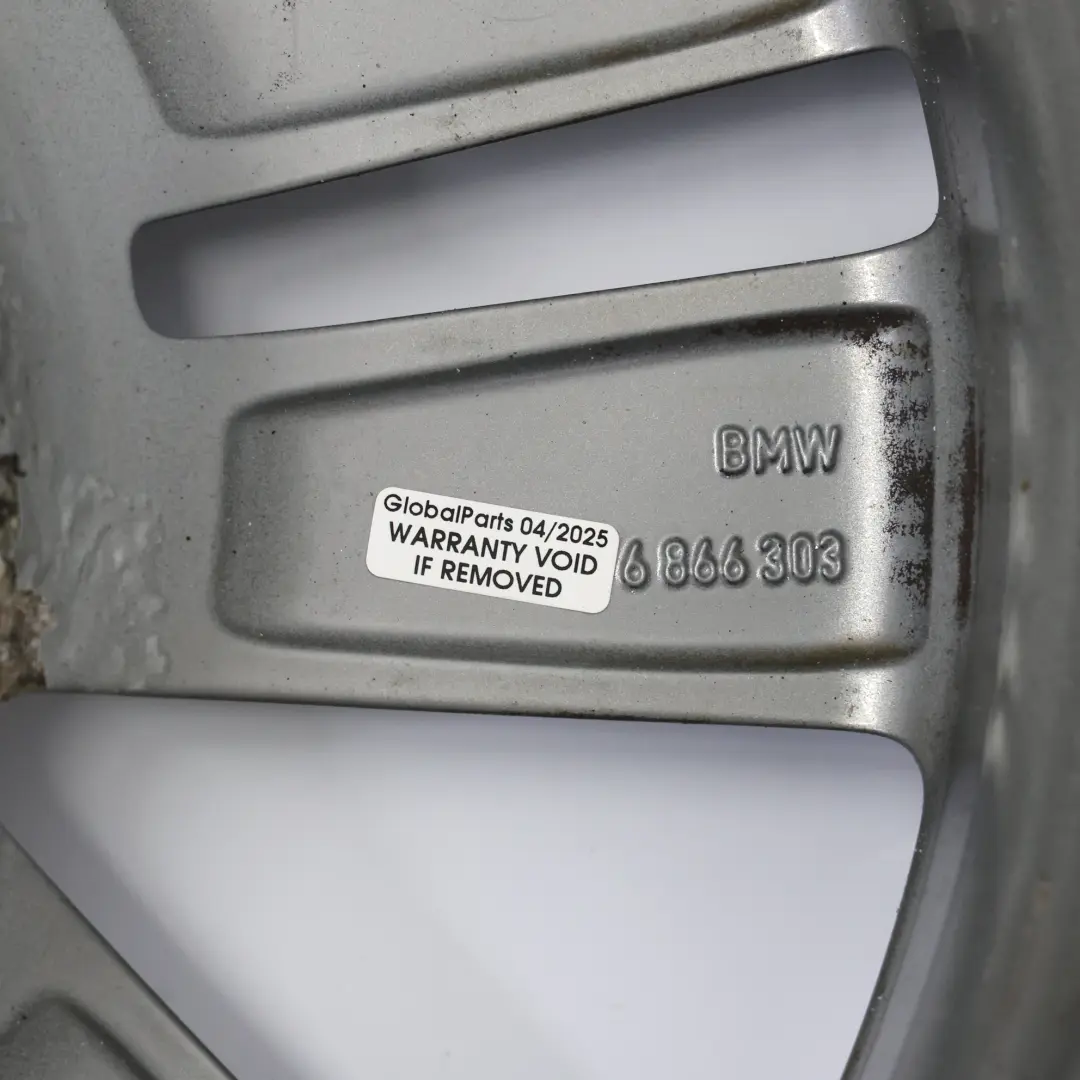 BMW
GlobalParts 04/2025
WARRANTY VOID
IF REMOVED
6 866 303